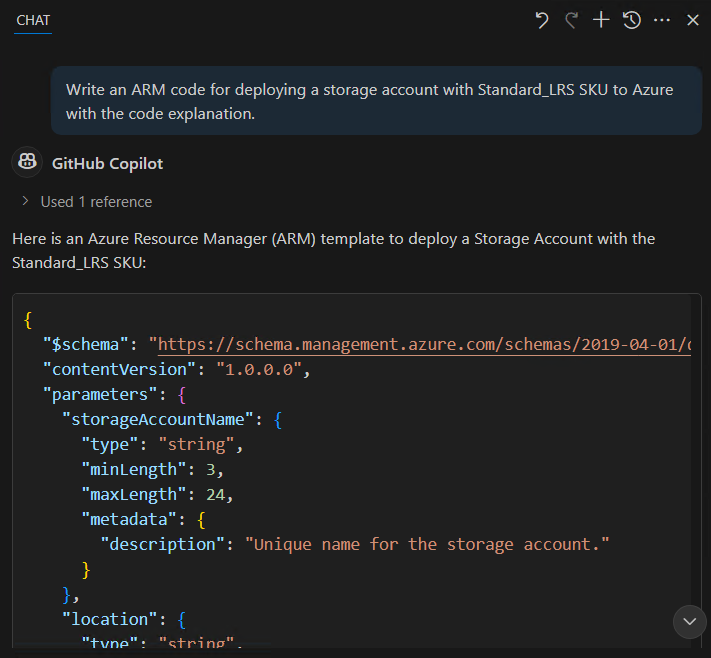 CHAT
Write an ARM code for deploying a storage account with Standard_LRS SKU to Azure
with the code explanation.
GitHub Copilot
Used 1 reference
Here is an Azure Resource Manager (ARM) template to deploy a Storage Account with the
Standard_LRS SKU:
{
"$schema": "https://schema.management.azure.com/schemas/2019-04-01/
"contentVersion": "1.0.0.0",
"parameters": {
"storageAccountName": {
"type": "string",
"minLength": 3,
"maxLength": 24,
"metadata": {
"description": "Unique name for the storage account."
}
},
"location": {
"type": "string",